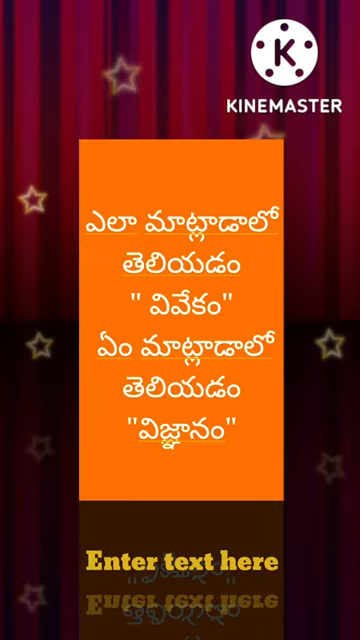 KINEMASTER
ఎలా మాట్లాడాలో
తెలియడం
" వివేకం"
ఏం మాట్లాడాలో
తెలియడం
"విజ్ఞానం"
Enter text here